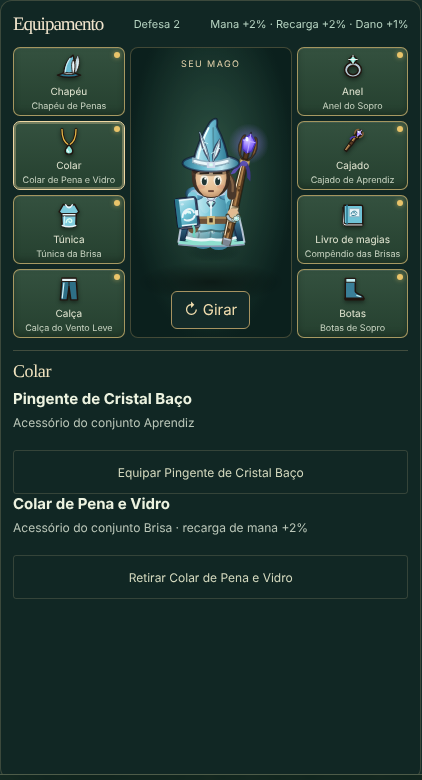 Equipamento
Defesa 2
Mana +2% · Recarga +2% · Dano +1%
Chapéu
Chapéu de Penas
Colar
Colar de Pena e Vidro
Túnica
Túnica da Brisa
Calça
Calça do Vento Leve
SEU MAGO
↻ Girar
Anel
Anel do Sopro
Cajado
Cajado de Aprendiz
Livro de magias
Compêndio das Brisas
Botas
Botas de Sopro
Colar
Pingente de Cristal Baço
Acessório do conjunto Aprendiz
Equipar Pingente de Cristal Baço
Colar de Pena e Vidro
Acessório do conjunto Brisa · recarga de mana +2%
Retirar Colar de Pena e Vidro